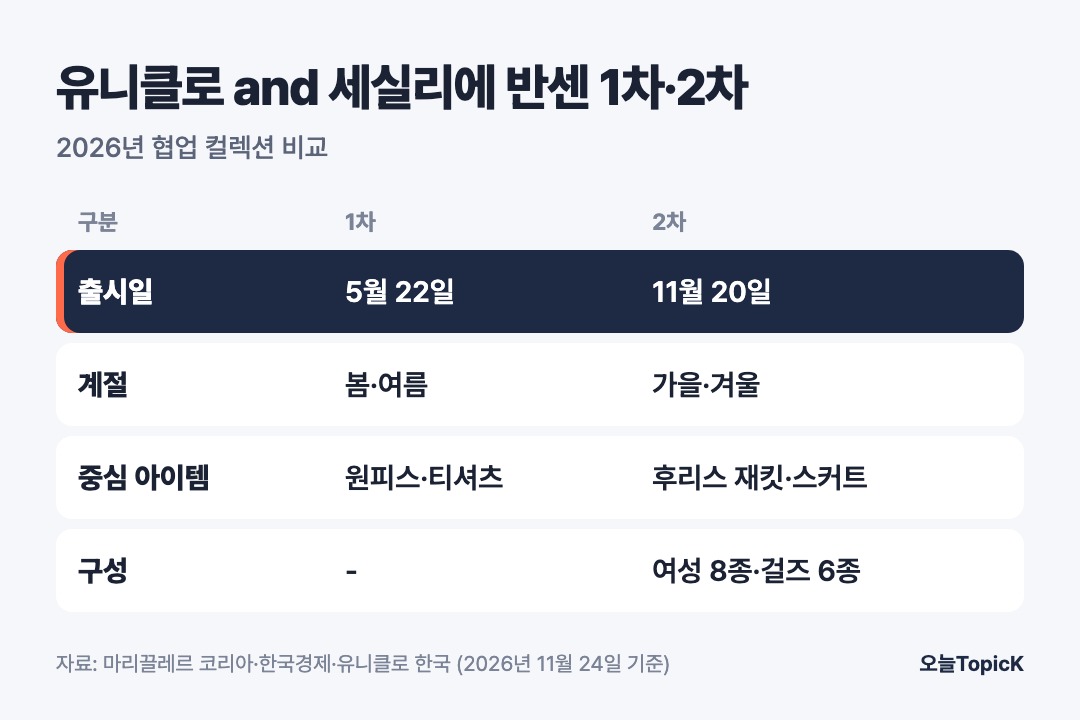 유니클로 and 세실리에 반센 1차·2차
2026년 협업 컬렉션 비교
구분 1차 2차
출시일 5월 22일 11월 20일
계절 봄·여름 가을·겨울
중심 아이템 원피스·티셔츠 후리스 재킷·스커트
구성 - 여성 8종·걸즈 6종
자료: 마리끌레르 코리아·한국경제·유니클로 한국 (2026년 11월 24일 기준) 오늘TopicK